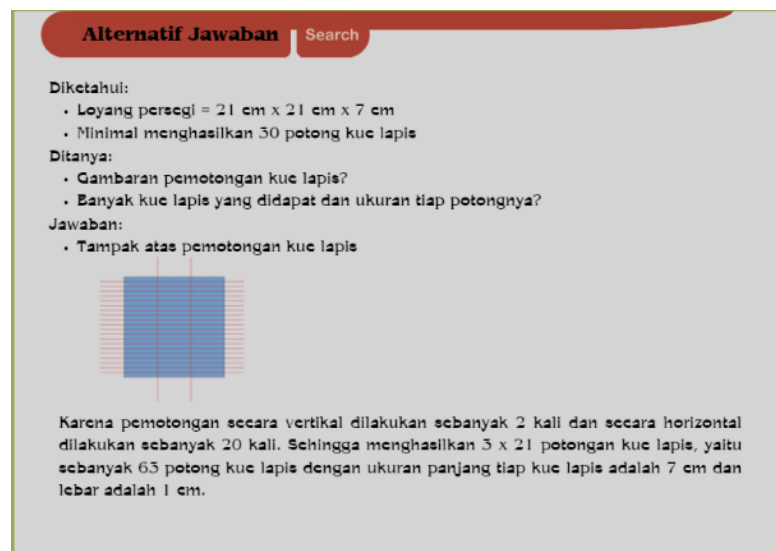 Alternatif Jawaban
Search
Diketahui:
• Loyang persegi = 21 cm x 21 cm x 7 cm
• Minimal menghasilkan 30 potong kue lapis
Ditanya:
• Gambaran pemotongan kue lapis?
• Banyak kue lapis yang didapat dan ukuran tiap potongnya?
Jawaban:
• Tampak atas pemotongan kue lapis
Karena pemotongan secara vertikal dilakukan sebanyak 2 kali dan secara horizontal
dilakukan sebanyak 20 kali. Sehingga menghasilkan 3 x 21 potongan kue lapis, yaitu
sebanyak 63 potong kue lapis dengan ukuran panjang tiap kue lapis adalah 7 cm dan
lebar adalah 1 cm.